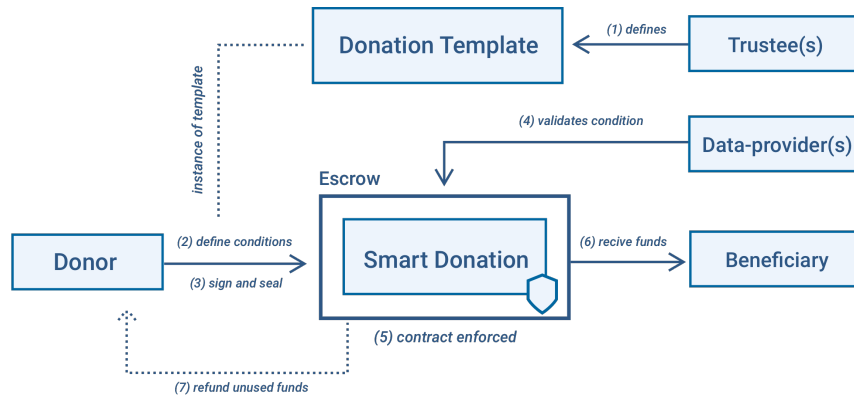 Donation Template
(1) defines
Trustee(s)
instance of template
(4) validates condition
Data-provider(s)
Escrow
Donor
(2) define conditions
(3) sign and seal
Smart Donation
(6) recive funds
Beneficiary
(5) contract enforced
(7) refund unused funds